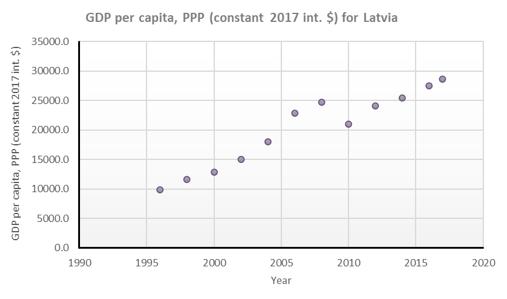 GDP per capita, PPP (constant 2017 int. $) for Latvia
GDP per capita, PPP (constant 2017 int. $)
35000.0
30000.0
25000.0
20000.0
15000.0
10000.0
5000.0
0.0
1990 1995 2000 2005 2010 2015 2020
Year